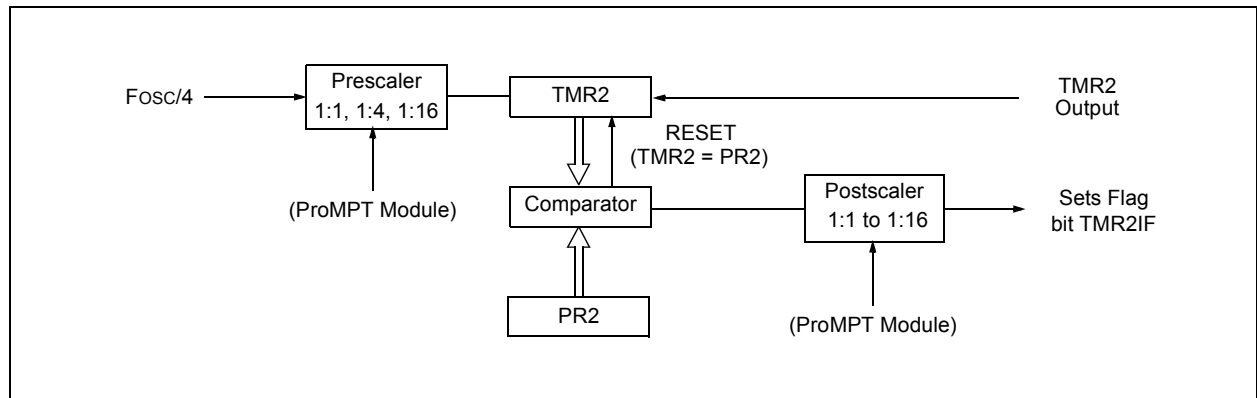 Fosc/4
Prescaler
1:1, 1:4, 1:16
TMR2
TMR2
Output
RESET
(TMR2 = PR2)
(ProMPT Module)
Comparator
Postscaler
1:1 to 1:16
Sets Flag
bit TMR2IF
PR2
(ProMPT Module)